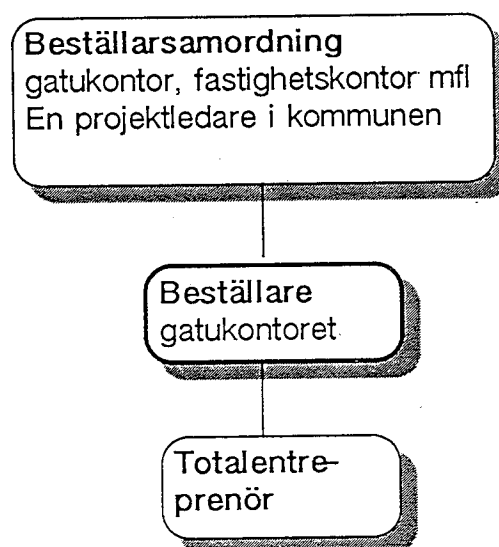 Beställarsamordning
gatukontor, fastighetskontor mfl
En projektledare i kommunen
Beställare
gatukontoret
Totalentre-
prenör